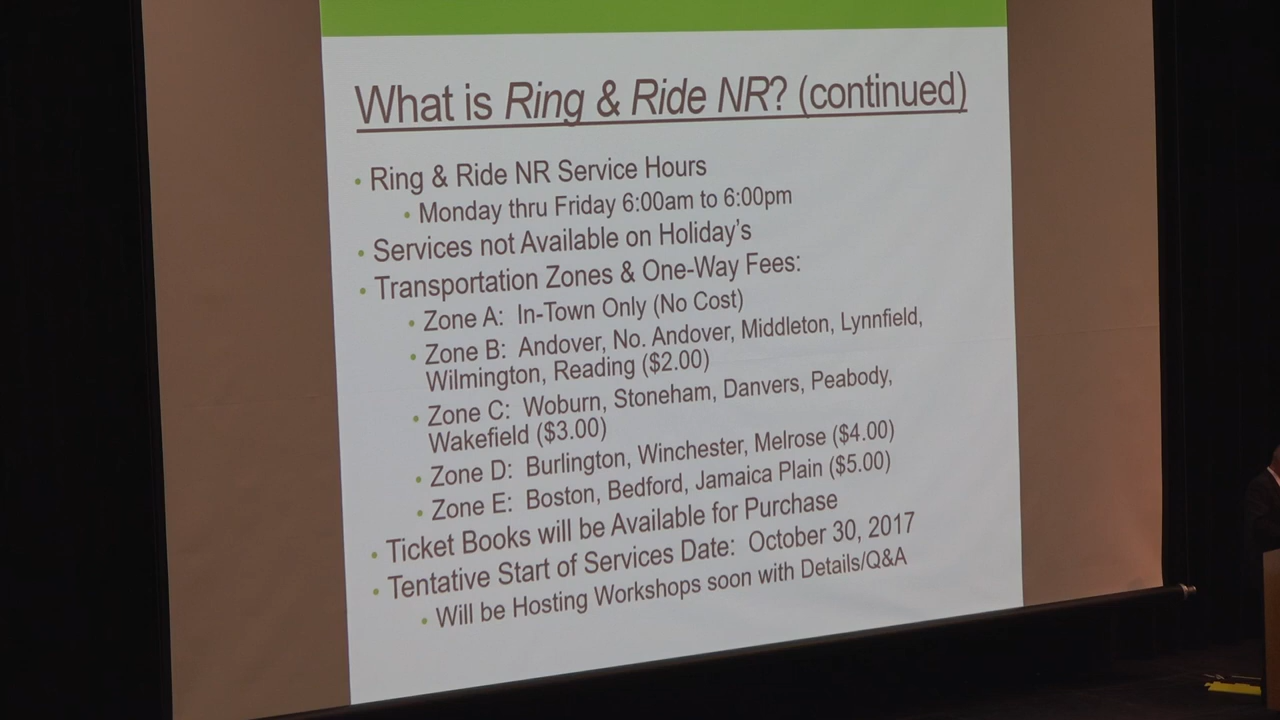 What is Ring & Ride NR? (continued)
• Ring & Ride NR Service Hours
• Monday thru Friday 6:00am to 6:00pm
• Services not Available on Holiday's
• Transportation Zones & One-Way Fees:
• Zone A: In-Town Only (No Cost)
• Zone B: Andover, No. Andover, Middleton, Lynnfield,
Wilmington, Reading ($2.00)
• Zone C: Woburn, Stoneham, Danvers, Peabody,
Wakefield ($3.00)
• Zone D: Burlington, Winchester, Melrose ($4.00)
• Zone E: Boston, Bedford, Jamaica Plain ($5.00)
• Ticket Books will be Available for Purchase
• Tentative Start of Services Date: October 30, 2017
• Will be Hosting Workshops soon with Details/Q&A